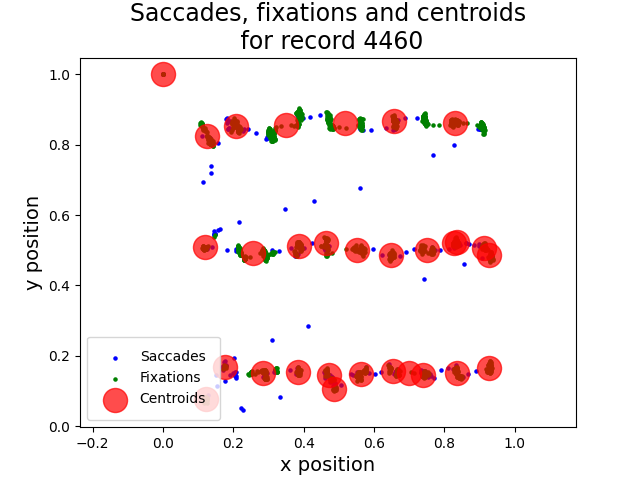 Saccades, fixations and centroids
for record 4460
y position
1.0
0.8
0.6
0.4
0.2
0.0
Saccades
Fixations
Centroids
−0.2 0.0 0.2 0.4 0.6 0.8 1.0
x position